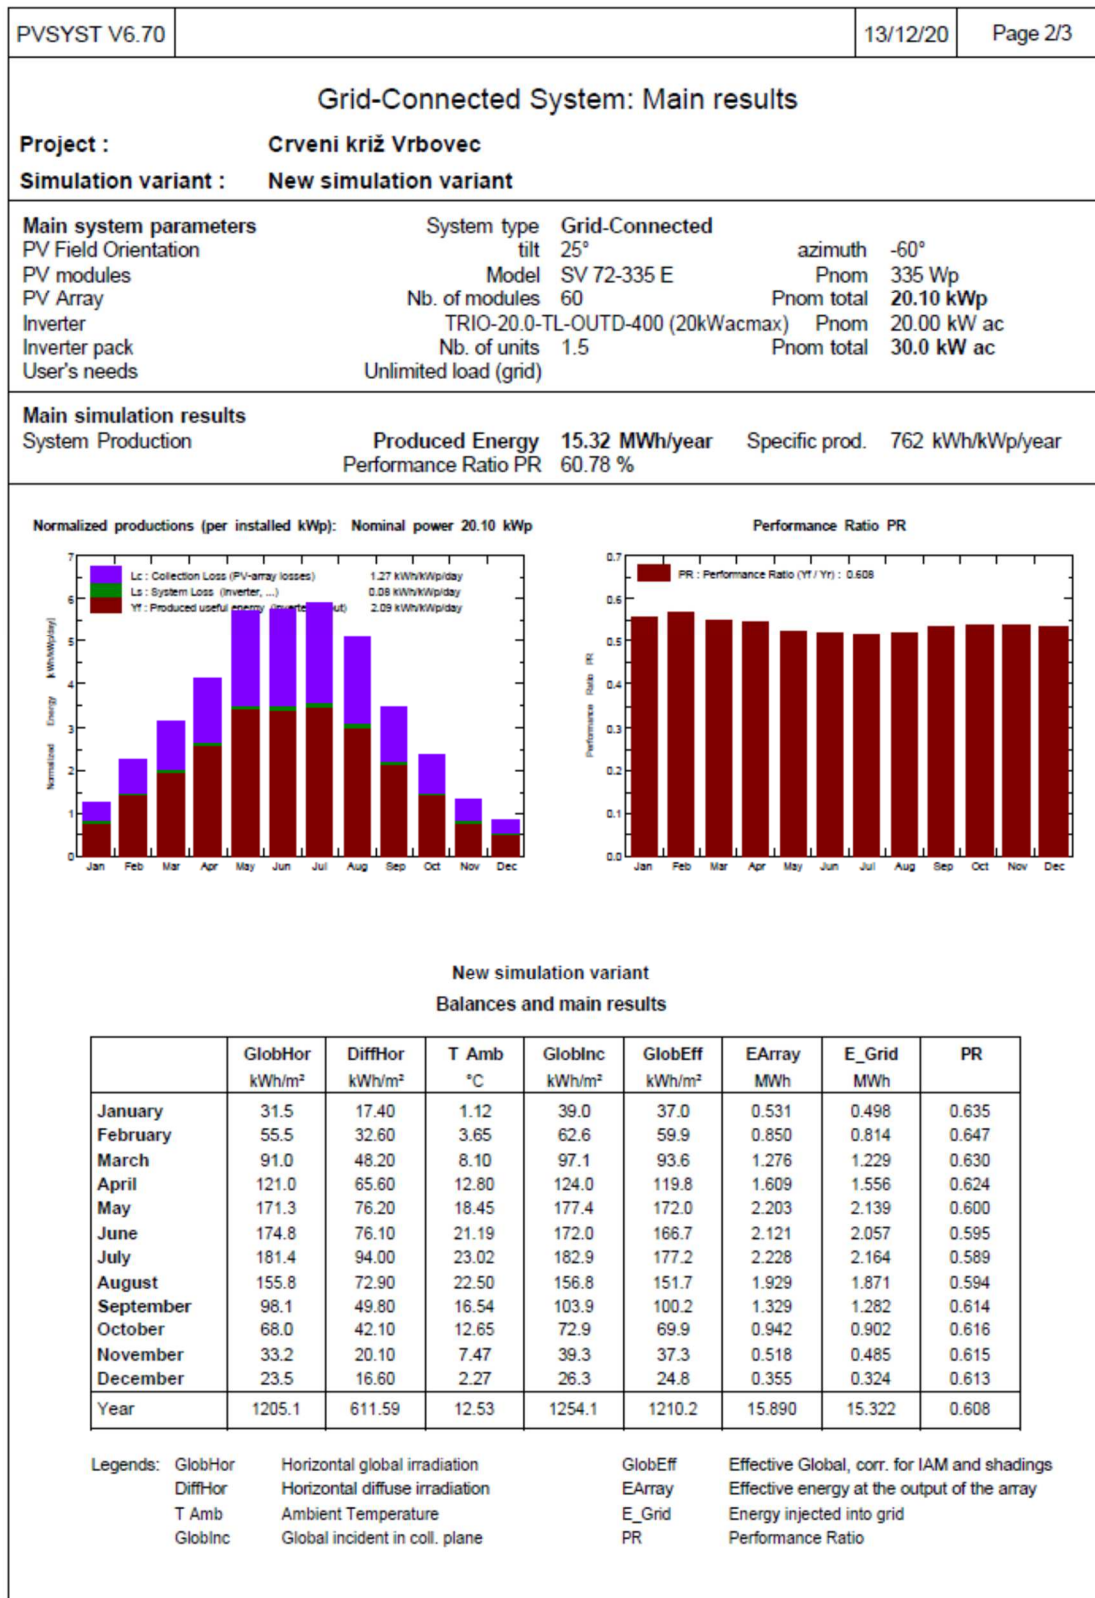 PVSYST V6.70 13/12/20 Page 2/3
Grid-Connected System: Main results
Project : Crveni križ Vrbovec
Simulation variant : New simulation variant
Main system parameters System type Grid-Connected
PV Field Orientation tilt 25° azimuth -60°
PV modules Model SV 72-335 E Pnom 335 Wp
PV Array Nb. of modules 60 Pnom total 20.10 kWp
Inverter TRIO-20.0-TL-OUTD-400 (20kWacmax) Pnom 20.00 kW ac
Inverter pack Nb. of units 1.5 Pnom total 30.0 kW ac
User's needs Unlimited load (grid)
Main simulation results
System Production Produced Energy 15.32 MWh/year Specific prod. 762 kWh/kWp/year
Performance Ratio PR 60.78 %
Normalized productions (per installed kWp): Nominal power 20.10 kWp
7
6
5
4
3
2
1
0
Normalized Energy [kWh/kWp/day]
Lc : Collection Loss (PV-array losses) 1.27 kWh/kWp/day
Ls : System Loss (inverter, ...) 0.08 kWh/kWp/day
Yf : Produced useful energy 2.09 kWh/kWp/day
Jan Feb Mar Apr May Jun Jul Aug Sep Oct Nov Dec
Performance Ratio PR
0.7
0.6
0.5
0.4
0.3
0.2
0.1
0.0
Performance Ratio PR
PR : Performance Ratio (Yf / Yr) : 0.608
Jan Feb Mar Apr May Jun Jul Aug Sep Oct Nov Dec
New simulation variant
Balances and main results
GlobHor DiffHor T Amb GlobInc GlobEff EArray E_Grid PR
kWh/m² kWh/m² °C kWh/m² kWh/m² MWh MWh
January 31.5 17.40 1.12 39.0 37.0 0.531 0.498 0.635
February 55.5 32.60 3.65 62.6 59.9 0.850 0.814 0.647
March 91.0 48.20 8.10 97.1 93.6 1.276 1.229 0.630
April 121.0 65.60 12.80 124.0 119.8 1.609 1.556 0.624
May 171.3 76.20 18.45 177.4 172.0 2.203 2.139 0.600
June 174.8 76.10 21.19 172.0 166.7 2.121 2.057 0.595
July 181.4 94.00 23.02 182.9 177.2 2.228 2.164 0.589
August 155.8 72.90 22.50 156.8 151.7 1.929 1.871 0.594
September 98.1 49.80 16.54 103.9 100.2 1.329 1.282 0.614
October 68.0 42.10 12.65 72.9 69.9 0.942 0.902 0.616
November 33.2 20.10 7.47 39.3 37.3 0.518 0.485 0.615
December 23.5 16.60 2.27 26.3 24.8 0.355 0.324 0.613
Year 1205.1 611.59 12.53 1254.1 1210.2 15.890 15.322 0.608
Legends: GlobHor Horizontal global irradiation GlobEff Effective Global, corr. for IAM and shadings
DiffHor Horizontal diffuse irradiation EArray Effective energy at the output of the array
T Amb Ambient Temperature E_Grid Energy injected into grid
GlobInc Global incident in coll. plane PR Performance Ratio